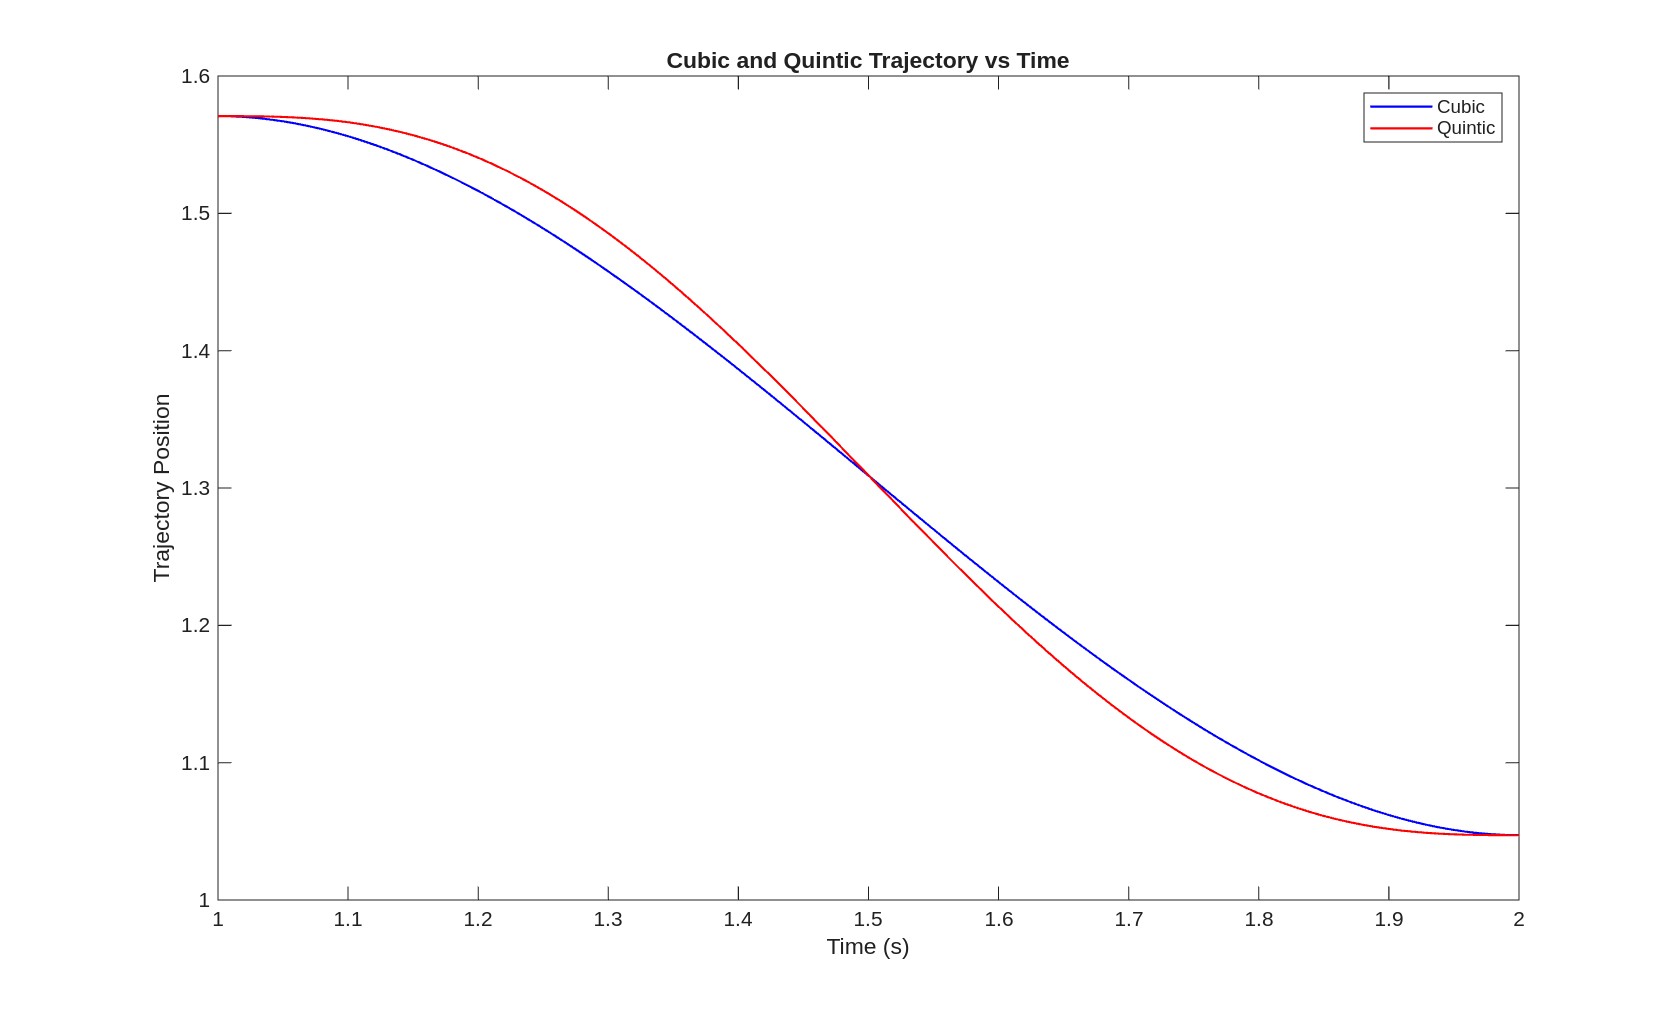 Cubic and Quintic Trajectory vs Time
1.6
1.5
1.4
1.3
1.2
1.1
1
Trajectory Position
Cubic
Quintic
1 1.1 1.2 1.3 1.4 1.5 1.6 1.7 1.8 1.9 2
Time (s)